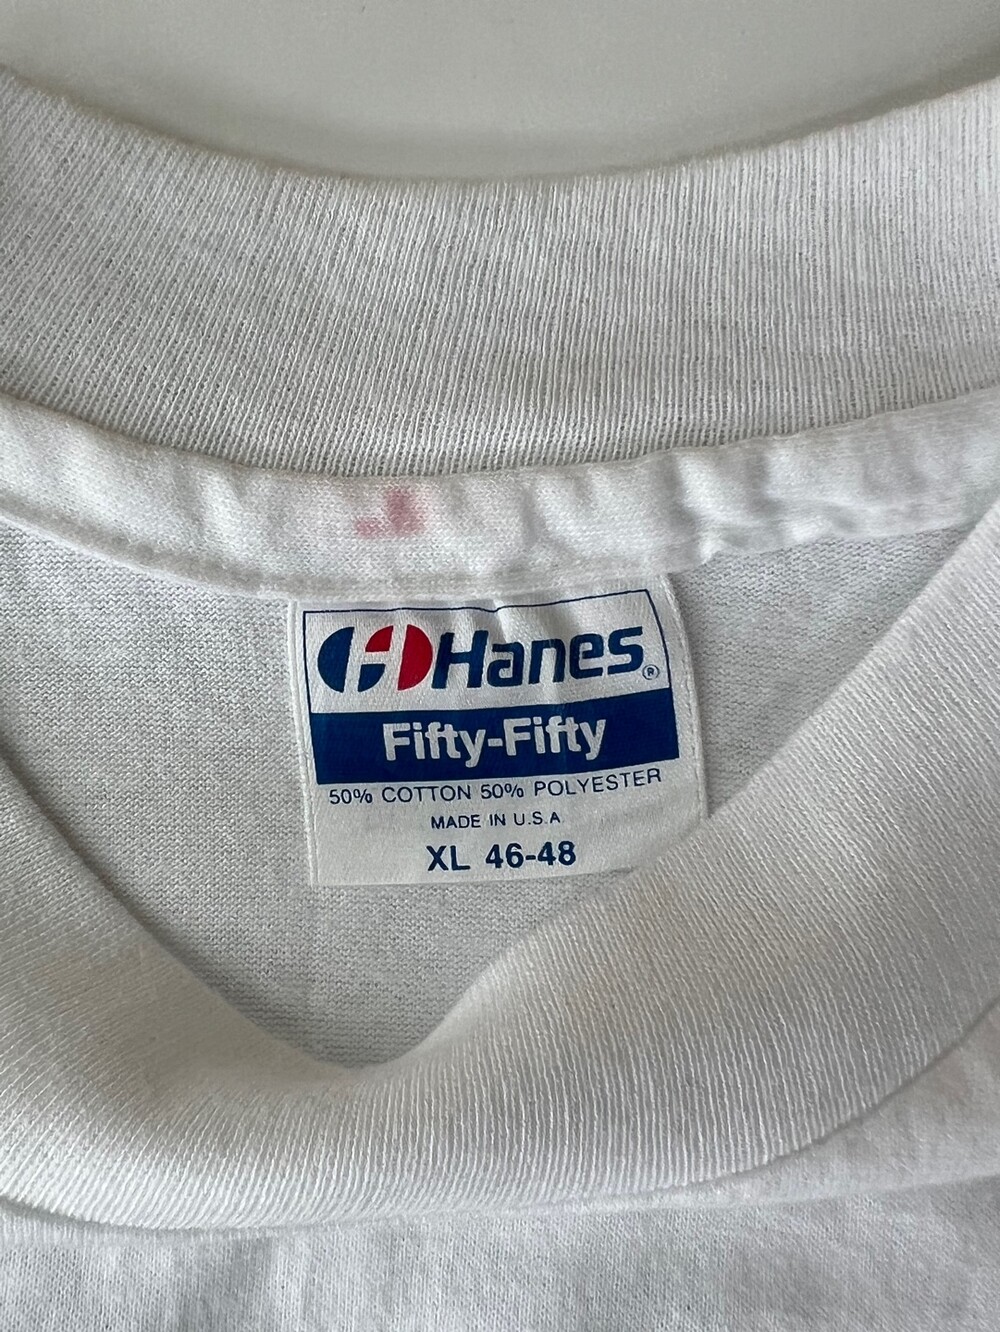 Hanes®
Fifty-Fifty
50% COTTON 50% POLYESTER
MADE IN U.S.A
XL 46-48